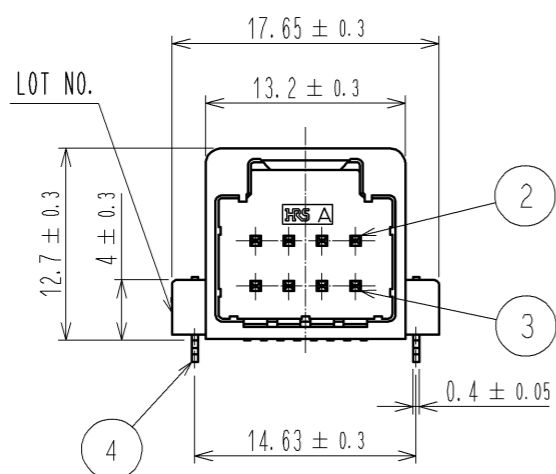 17.65 ± 0.3
LOT NO.
13.2 ± 0.3
12.7 ± 0.3
4 ± 0.3
HRS A
2
3
0.4 ± 0.05
4
14.63 ± 0.3